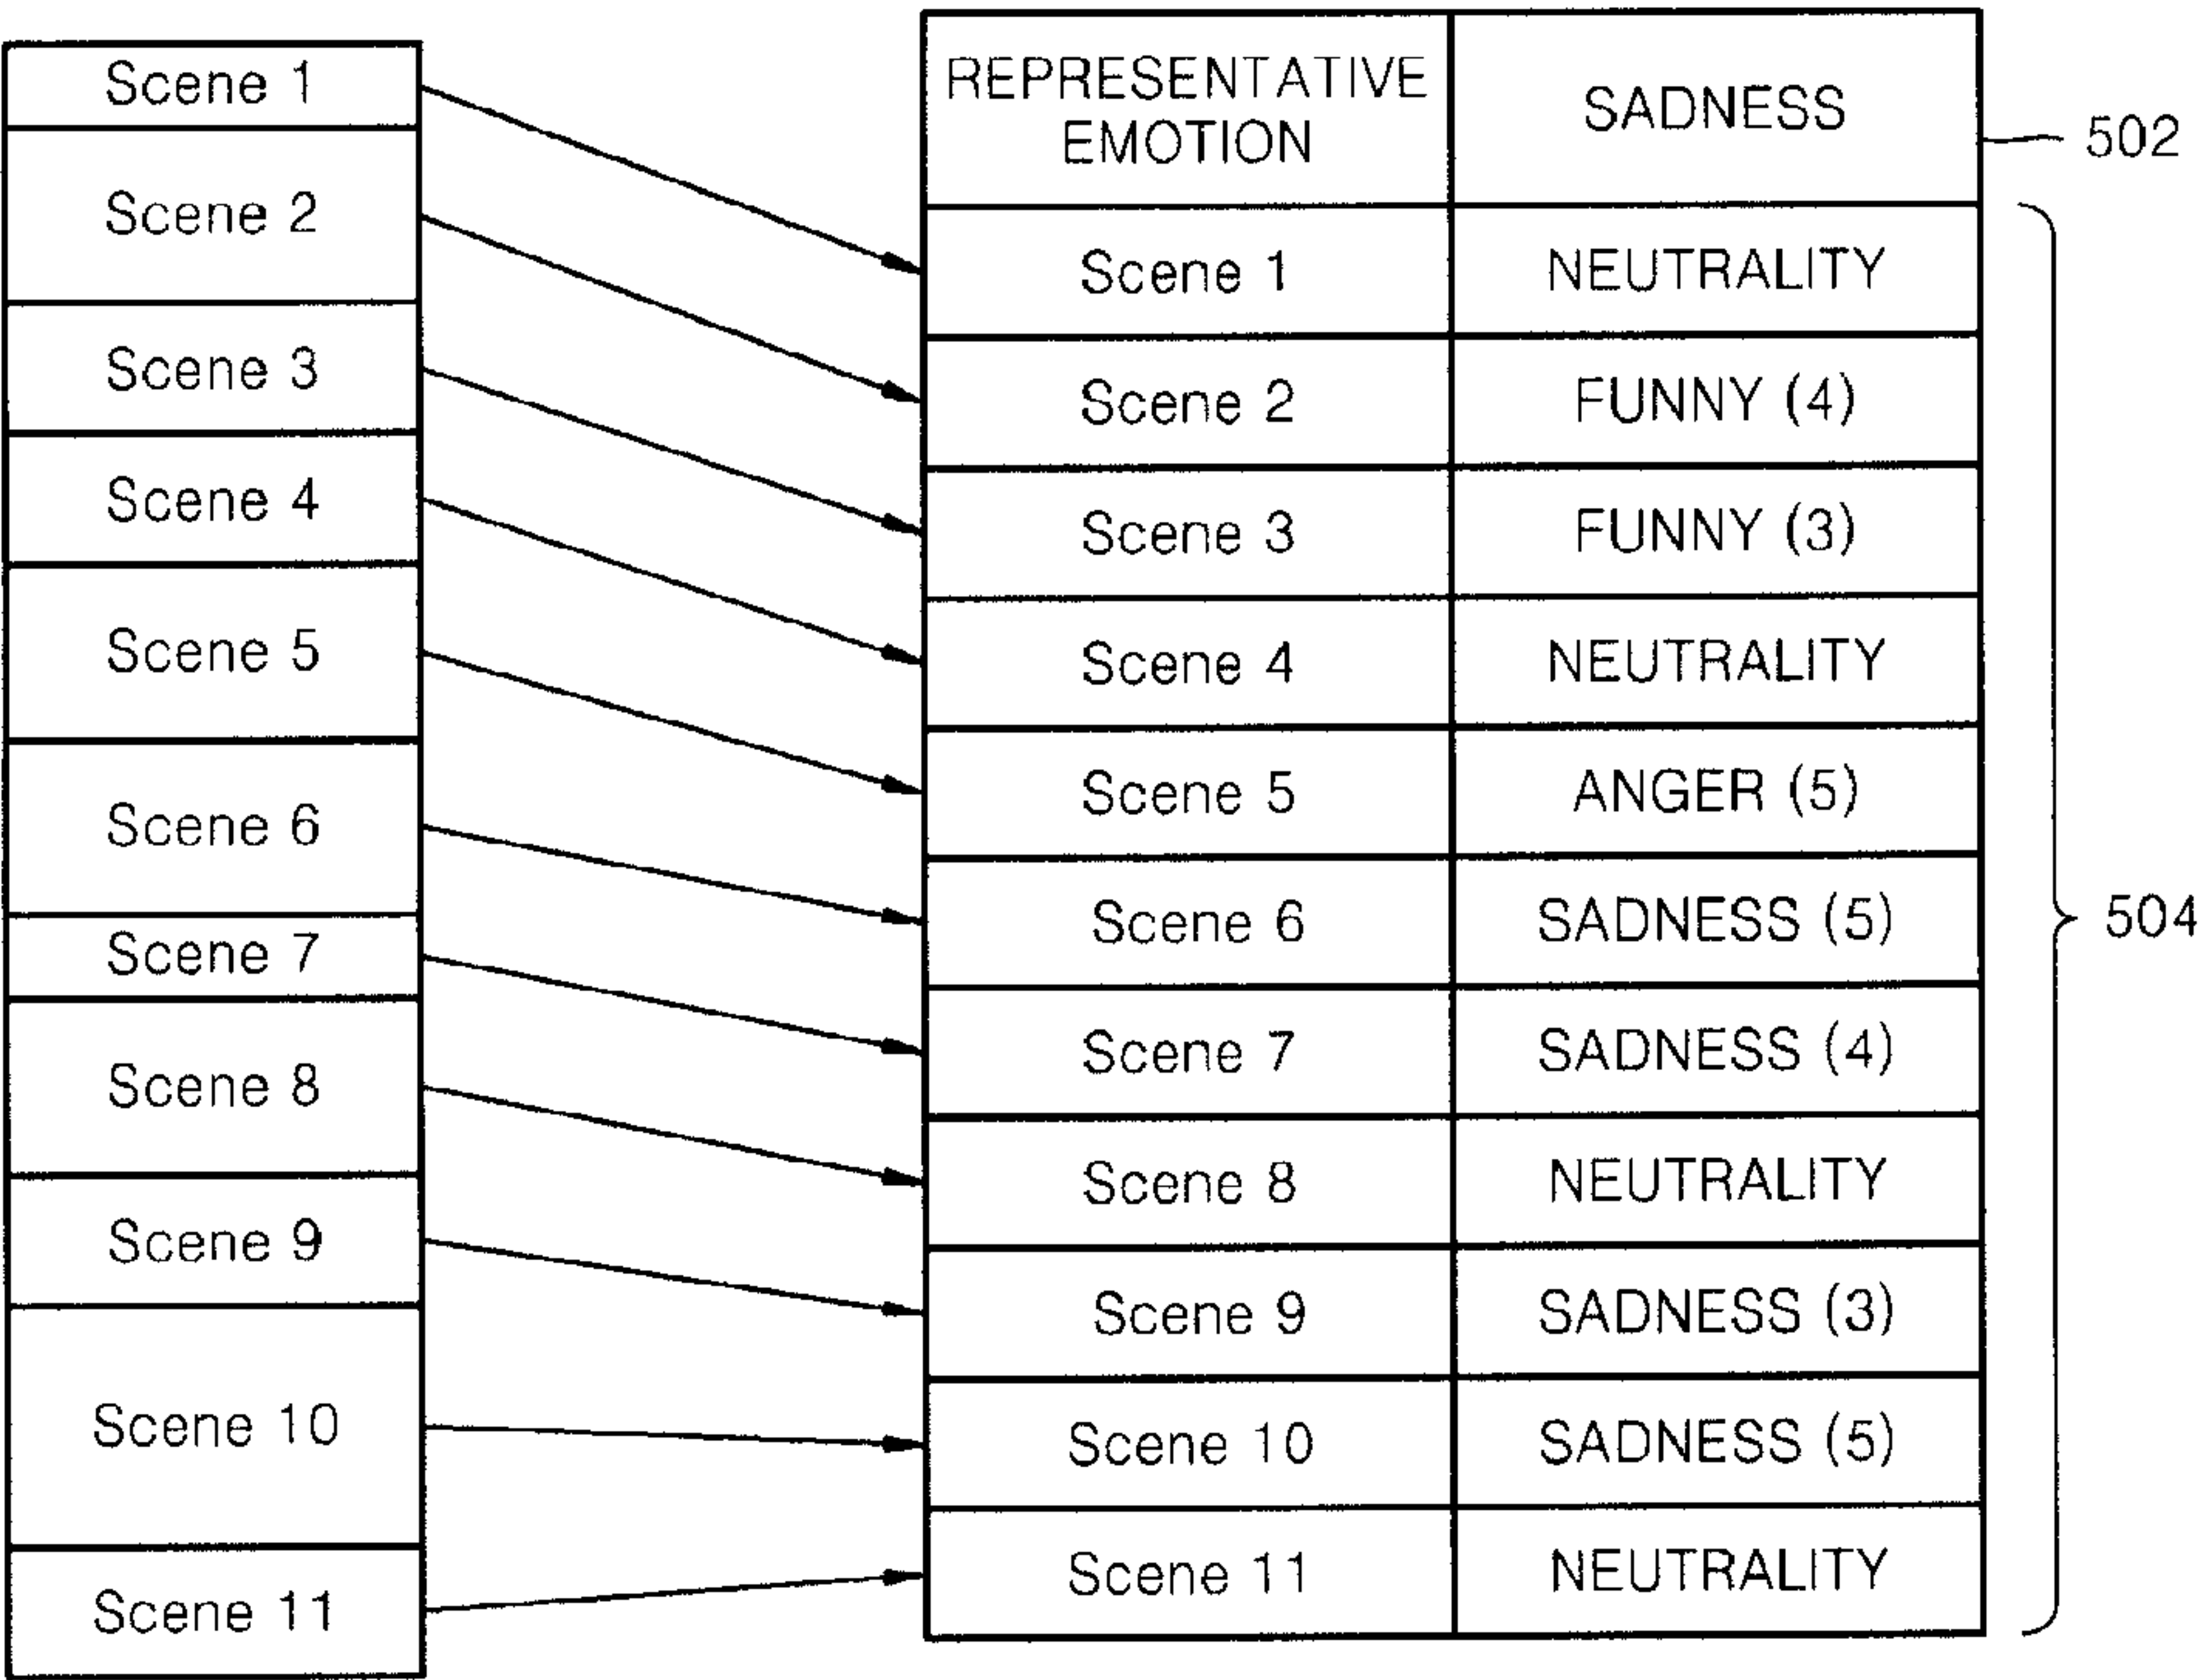 Scene 1
Scene 2
Scene 3
Scene 4
Scene 5
Scene 6
Scene 7
Scene 8
Scene 9
Scene 10
Scene 11
REPRESENTATIVE
EMOTION
SADNESS
502
Scene 1 NEUTRALITY
Scene 2 FUNNY (4)
Scene 3 FUNNY (3)
Scene 4 NEUTRALITY
Scene 5 ANGER (5)
Scene 6 SADNESS (5)
Scene 7 SADNESS (4)
Scene 8 NEUTRALITY
Scene 9 SADNESS (3)
Scene 10 SADNESS (5)
Scene 11 NEUTRALITY
504